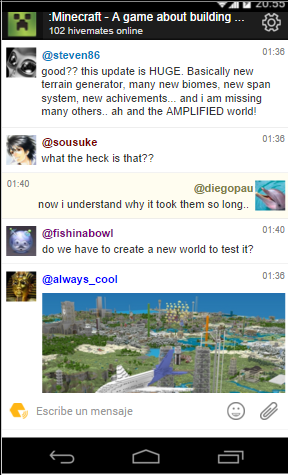 20:55
:Minecraft - A game about building ...
102 hivemates online
@steven86
01:36
good?? this update is HUGE. Basically new
terrain generator, many new biomes, new span
system, new achivements... and i am missing
many others.. ah and the AMPLIFIED world!
@sousuke
01:36
what the heck is that??
01:40
@diegopau
now i understand why it took them so long..
@fishinabowl
01:40
do we have to create a new world to test it?
@always_cool
01:36
Escribe un mensaje